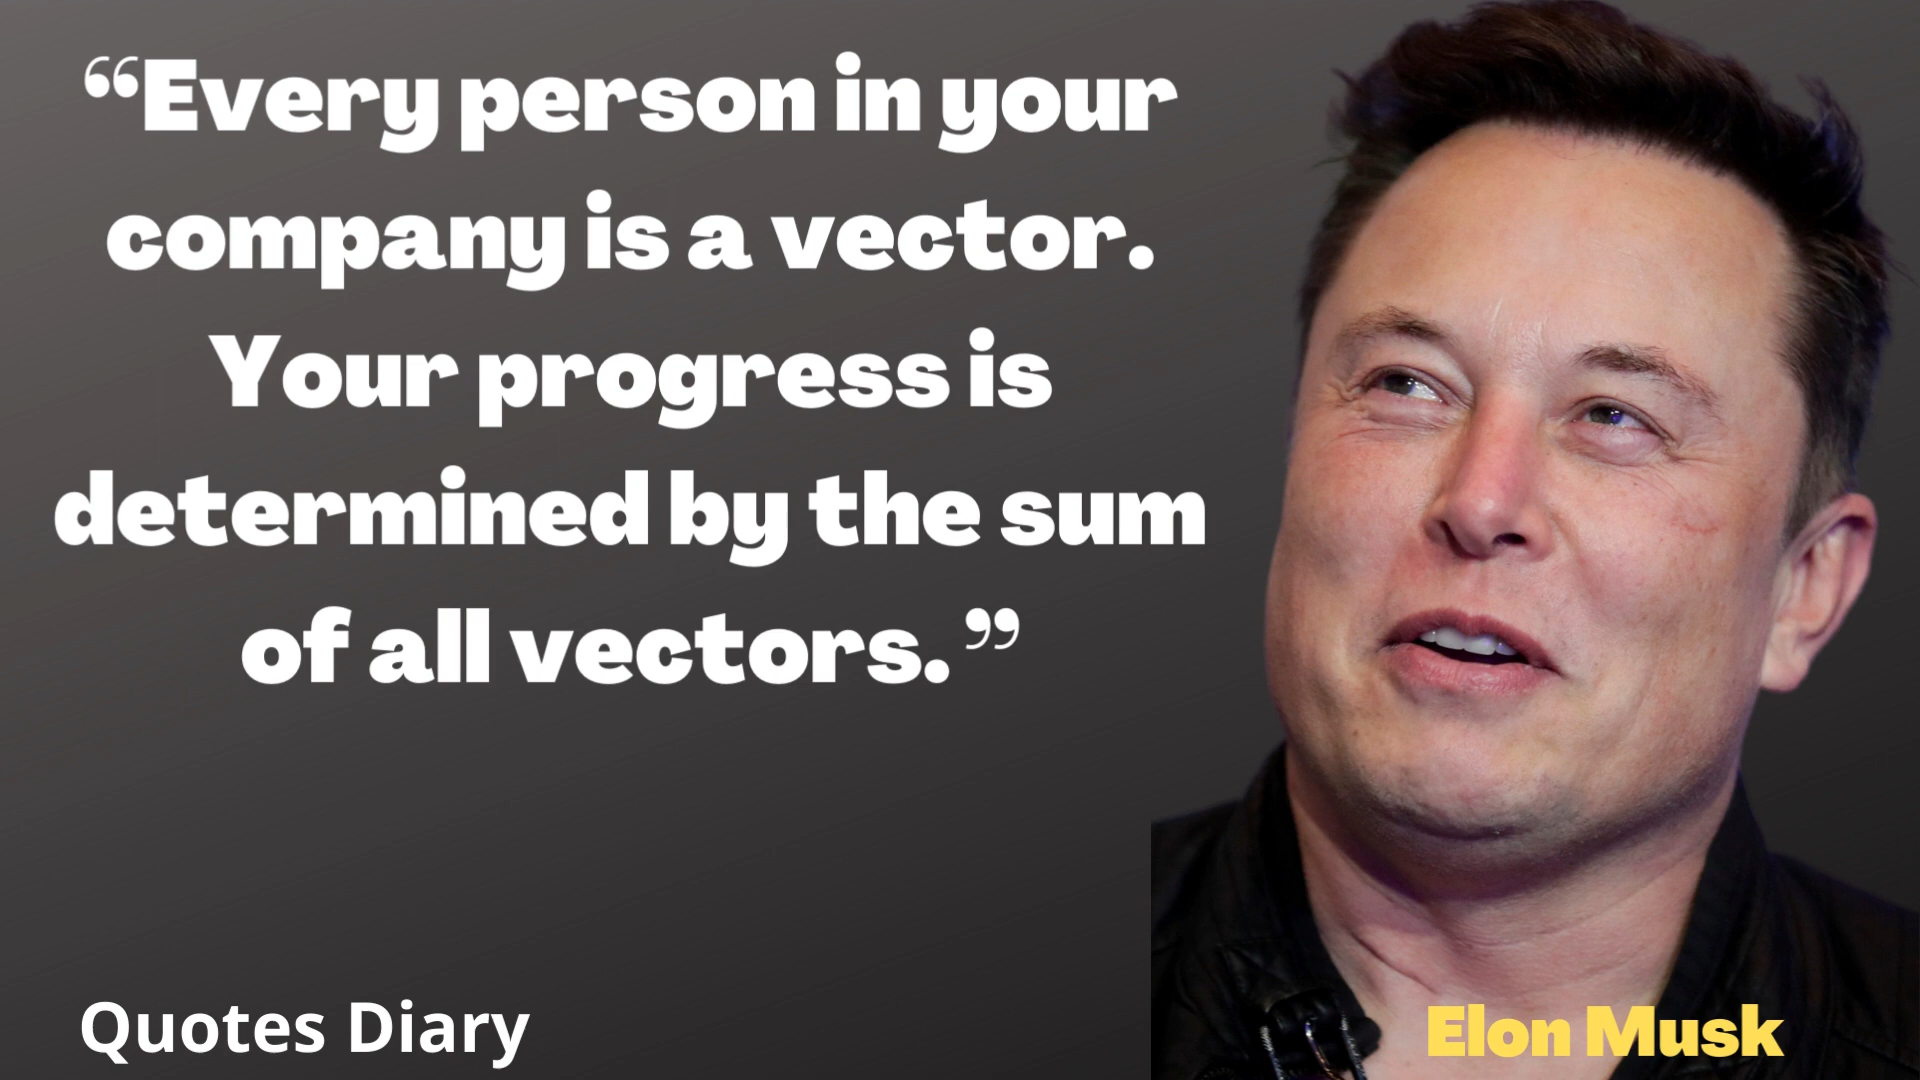 “Every person in your
company is a vector.
Your progress is
determined by the sum
of all vectors.”
Quotes Diary
Elon Musk